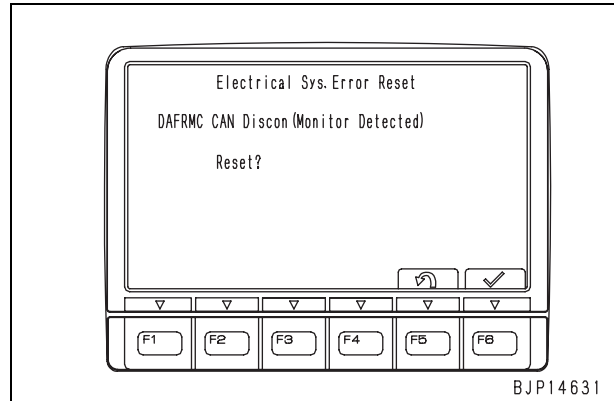 Electrical Sys.Error Reset
DAFRMC CAN Discon(Monitor Detected)
Reset?
F1 F2 F3 F4 F5 F6
BJP14631